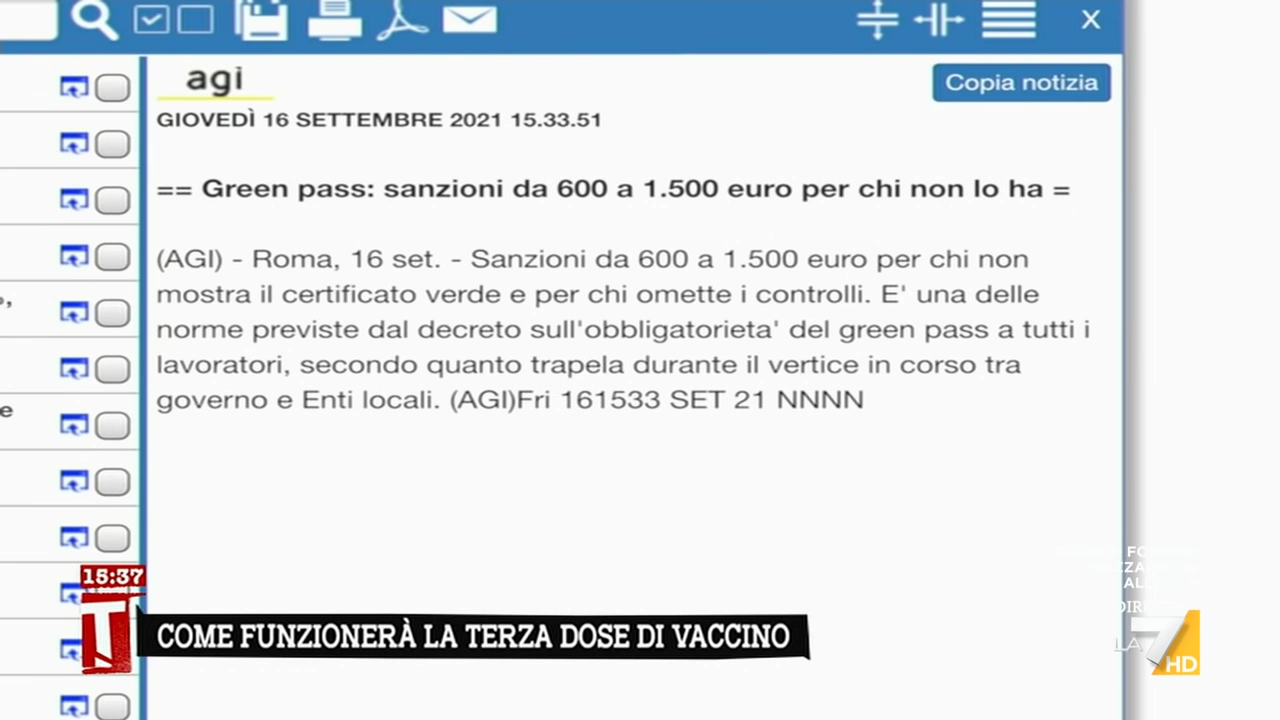 X
agi
Copia notizia
GIOVEDÌ 16 SETTEMBRE 2021 15.33.51
== Green pass: sanzioni da 600 a 1.500 euro per chi non lo ha =
(AGI) - Roma, 16 set. - Sanzioni da 600 a 1.500 euro per chi non
mostra il certificato verde e per chi omette i controlli. E' una delle
norme previste dal decreto sull'obbligatorieta' del green pass a tutti i
lavoratori, secondo quanto trapela durante il vertice in corso tra
governo e Enti locali. (AGI)Fri 161533 SET 21 NNNN
e
15:37
T
COME FUNZIONERÀ LA TERZA DOSE DI VACCINO
LA7
HD